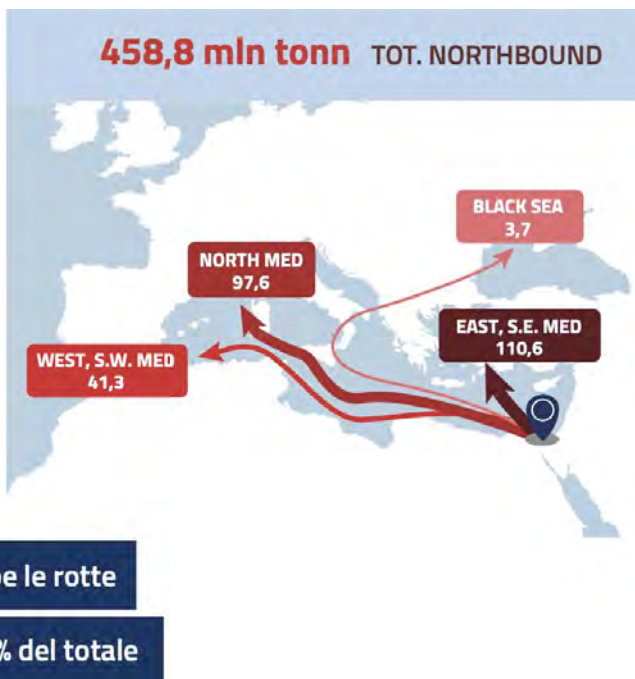 458,8 mln tonn TOT. NORTHBOUND
BLACK SEA
3,7
NORTH MED
97,6
EAST, S.E. MED
110,6
WEST, S.W. MED
41,3
e le rotte
% del totale